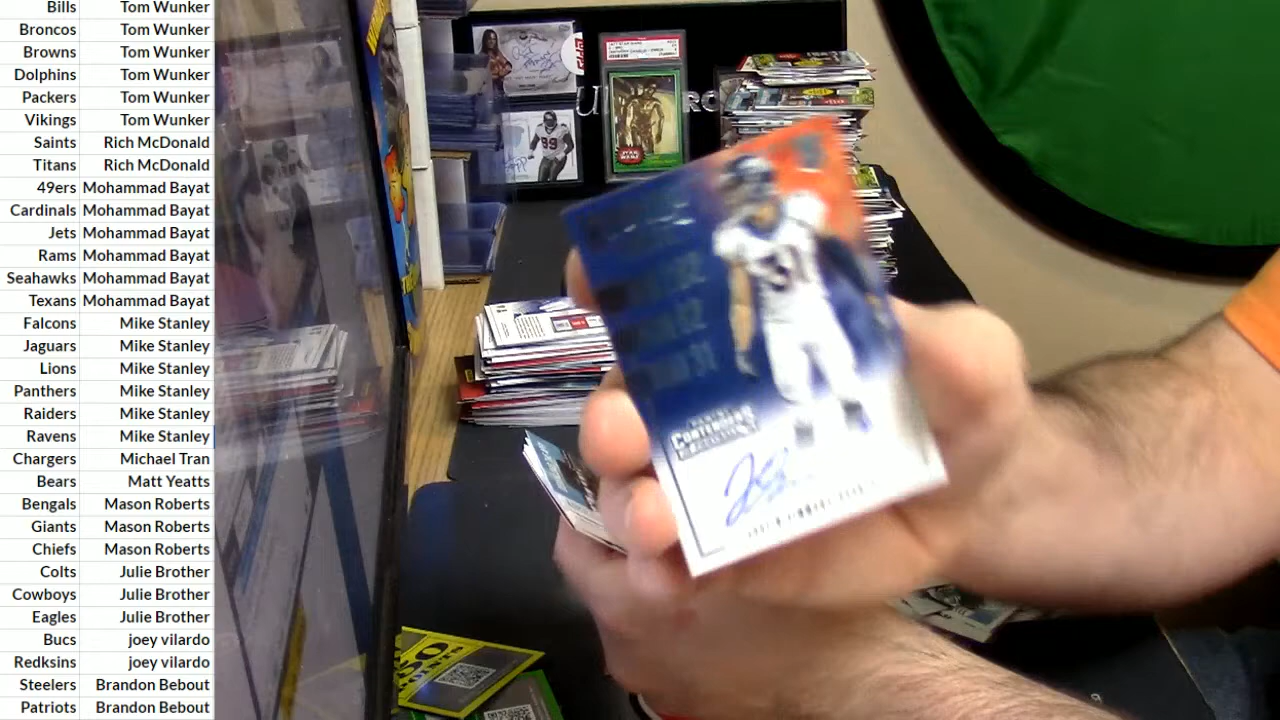 Bills Tom Wunker
Broncos Tom Wunker
Browns Tom Wunker
Dolphins Tom Wunker
Packers Tom Wunker
Vikings Tom Wunker
Saints Rich McDonald
Titans Rich McDonald
49ers Mohammad Bayat
Cardinals Mohammad Bayat
Jets Mohammad Bayat
Rams Mohammad Bayat
Seahawks Mohammad Bayat
Texans Mohammad Bayat
Falcons Mike Stanley
Jaguars Mike Stanley
Lions Mike Stanley
Panthers Mike Stanley
Raiders Mike Stanley
Ravens Mike Stanley
Chargers Michael Tran
Bears Matt Yeatts
Bengals Mason Roberts
Giants Mason Roberts
Chiefs Mason Roberts
Colts Julie Brother
Cowboys Julie Brother
Eagles Julie Brother
Bucs joey vilardo
Redksins joey vilardo
Steelers Brandon Bebout
Patriots Brandon Bebout
STAR WARS
99
31
CONTENDERS